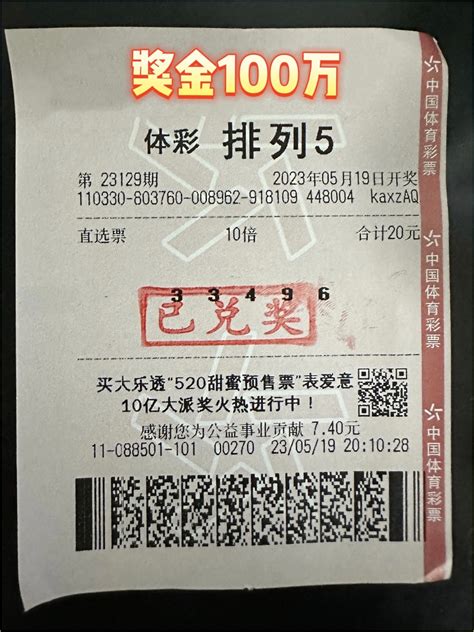 奖金100万
体彩 排列5
第 23129期 2023年05月19日开奖
110330-803760-008962-918109 448004 kaxzAQ
直选票 10倍 合计20元
3 3 4 9 6
已兑奖
买大乐透"520甜蜜预售票"表爱意
10亿大派奖火热进行中！
感谢您为公益事业贡献 7.40元
11-088501-101 00270 23/05/19 20:10:28
中国体育彩票
中国体育彩票
中国体育彩票